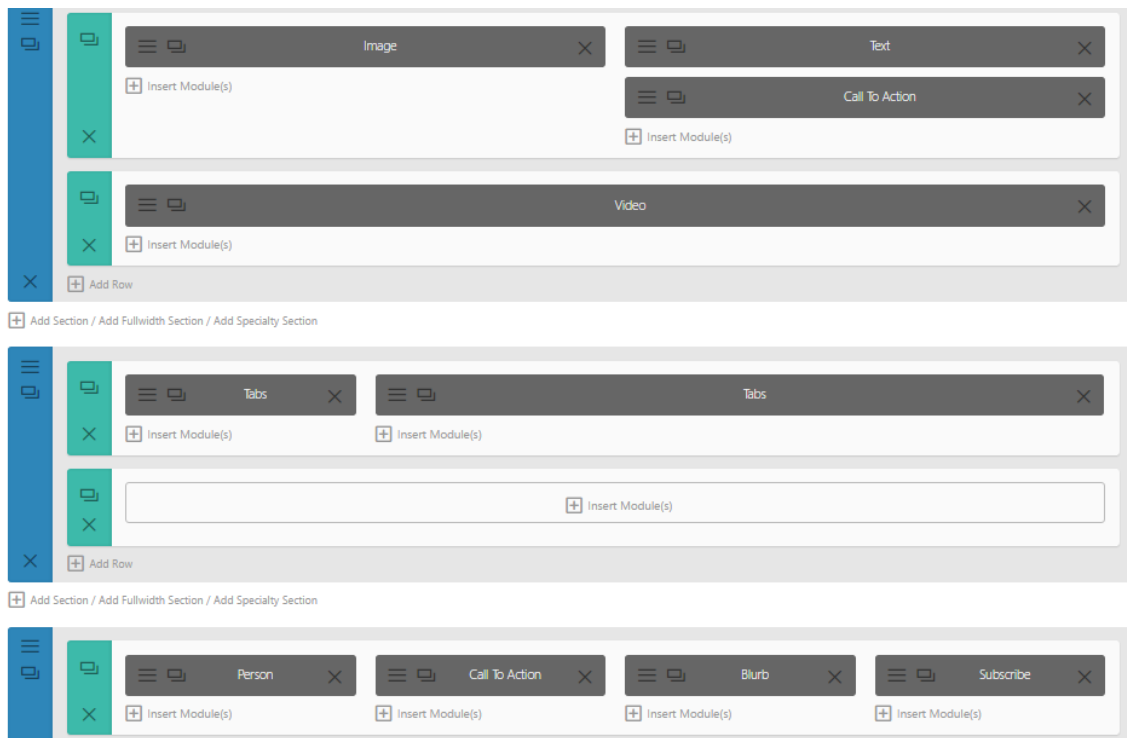 Image
Text
Insert Module(s)
Call To Action
Insert Module(s)
Video
Insert Module(s)
Add Row
Add Section / Add Fullwidth Section / Add Specialty Section
Tabs
Tabs
Insert Module(s)
Insert Module(s)
Insert Module(s)
Add Row
Add Section / Add Fullwidth Section / Add Specialty Section
Person
Call To Action
Blurb
Subscribe
Insert Module(s)
Insert Module(s)
Insert Module(s)
Insert Module(s)